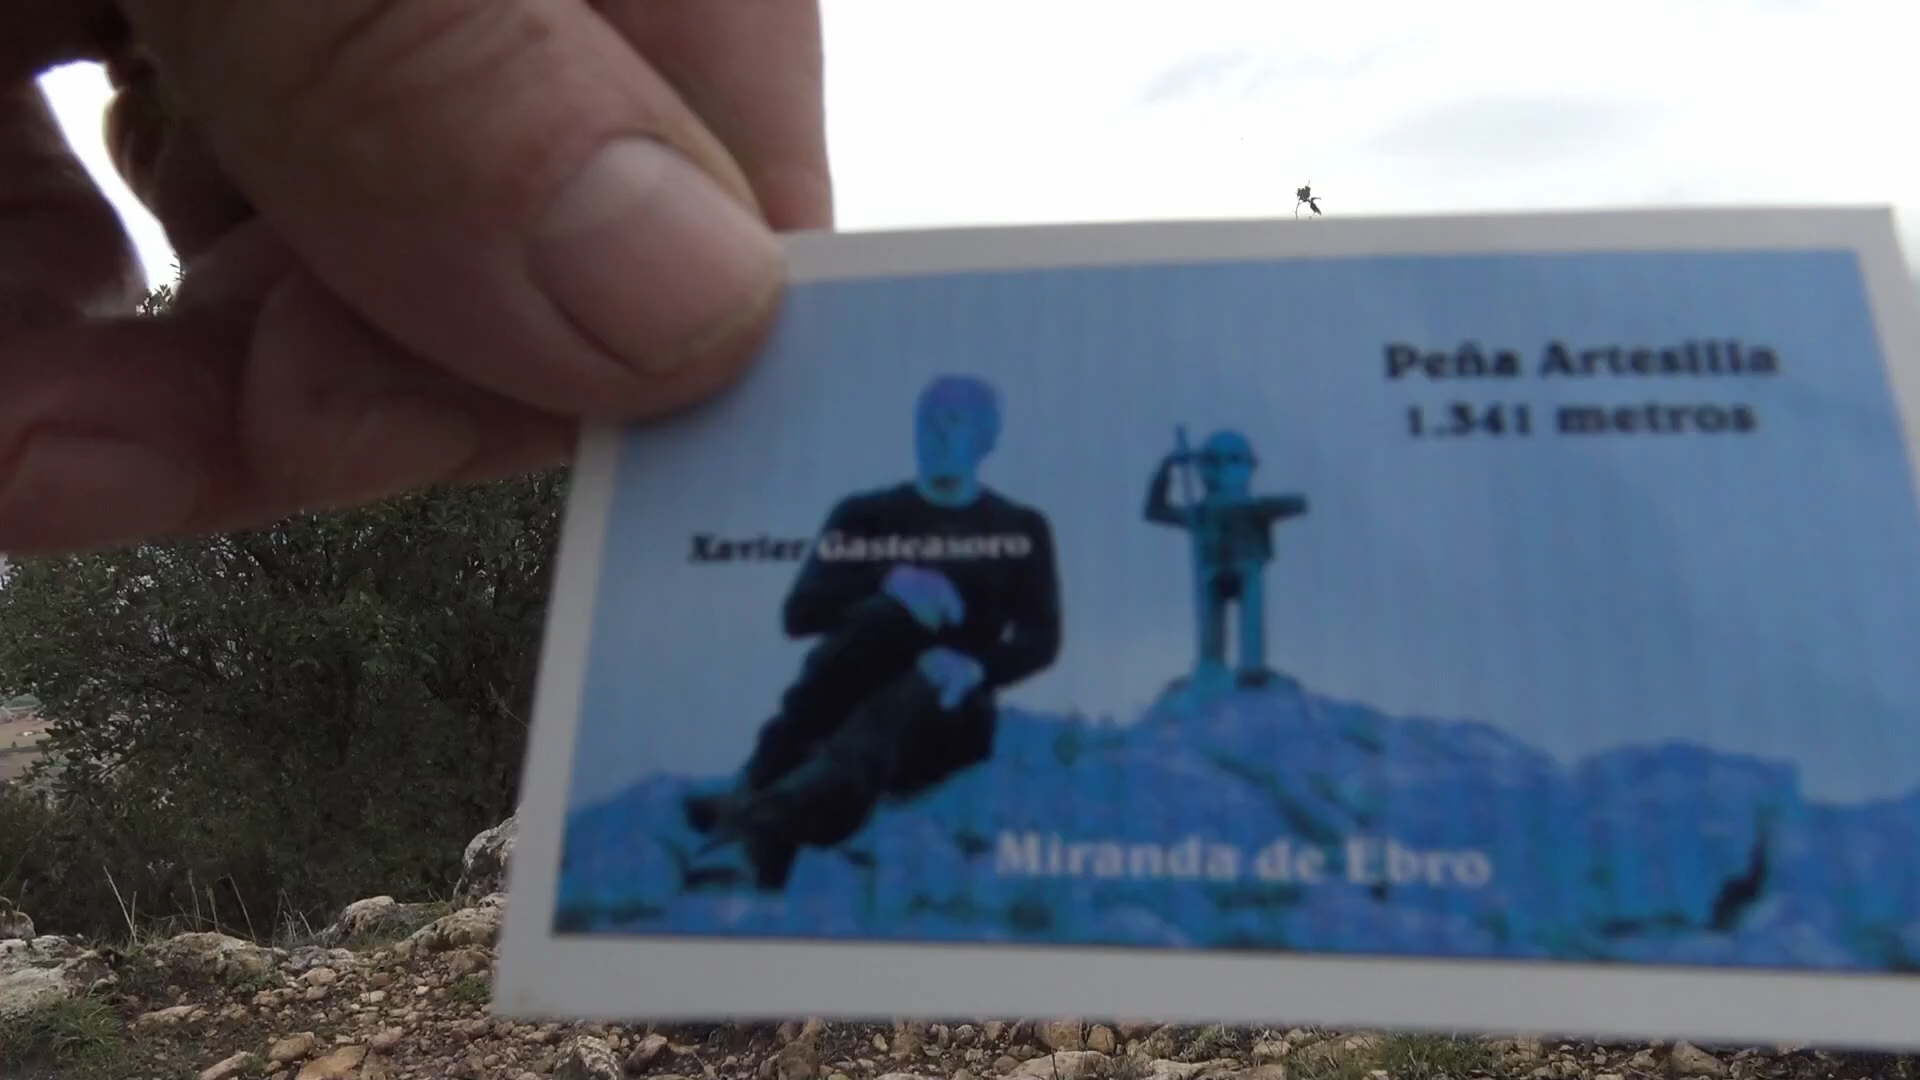 Peña Artesilla
1.341 metros
Xavier Gasteasoro
Miranda de Ebro